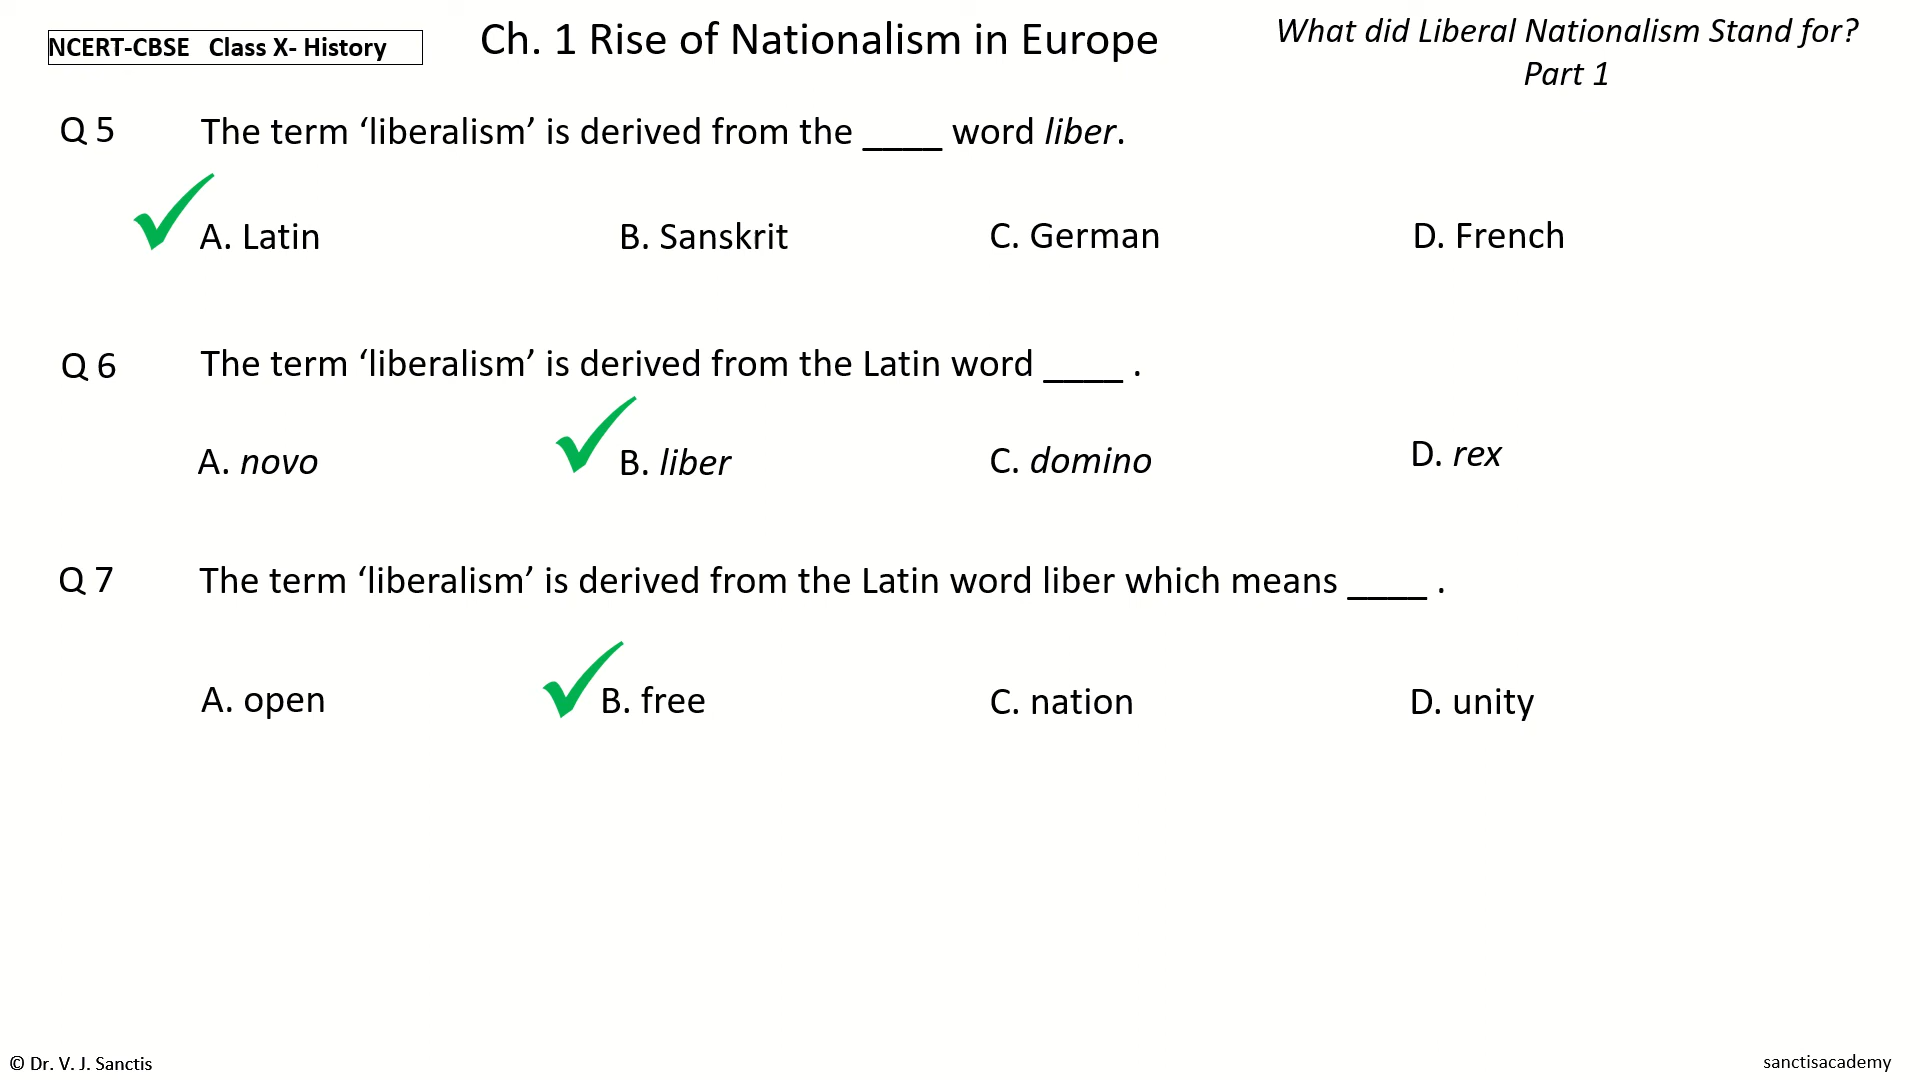 NCERT-CBSE Class X- History
Ch. 1 Rise of Nationalism in Europe
What did Liberal Nationalism Stand for?
Part 1
Q 5 The term ‘liberalism’ is derived from the ____ word liber.
A. Latin B. Sanskrit C. German D. French
Q 6 The term ‘liberalism’ is derived from the Latin word ____ .
A. novo B. liber C. domino D. rex
Q 7 The term ‘liberalism’ is derived from the Latin word liber which means ____ .
A. open B. free C. nation D. unity
© Dr. V. J. Sanctis
sanctisacademy